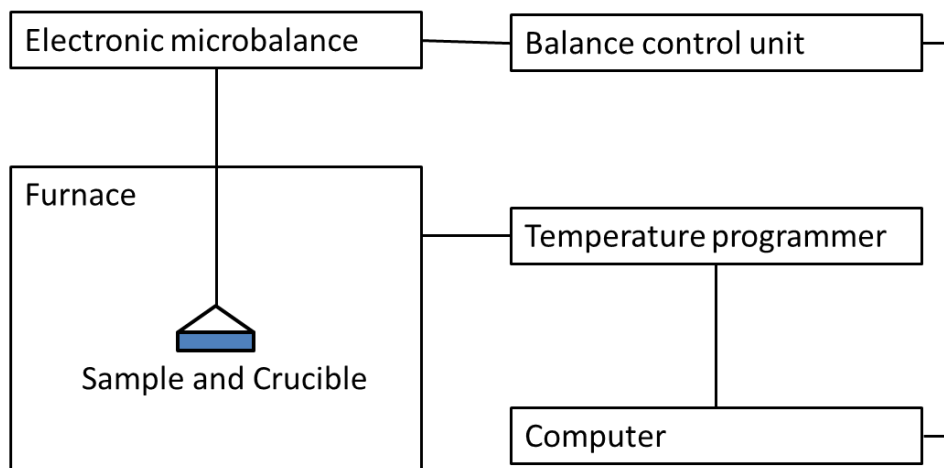 Electronic microbalance
Balance control unit
Furnace
Temperature programmer
Sample and Crucible
Computer